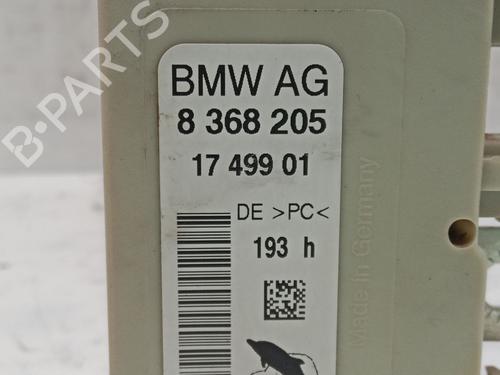 BMW AG
8 368 205
17 499 01
DE >PC<
193 h
Made in Germany
B-PARTS